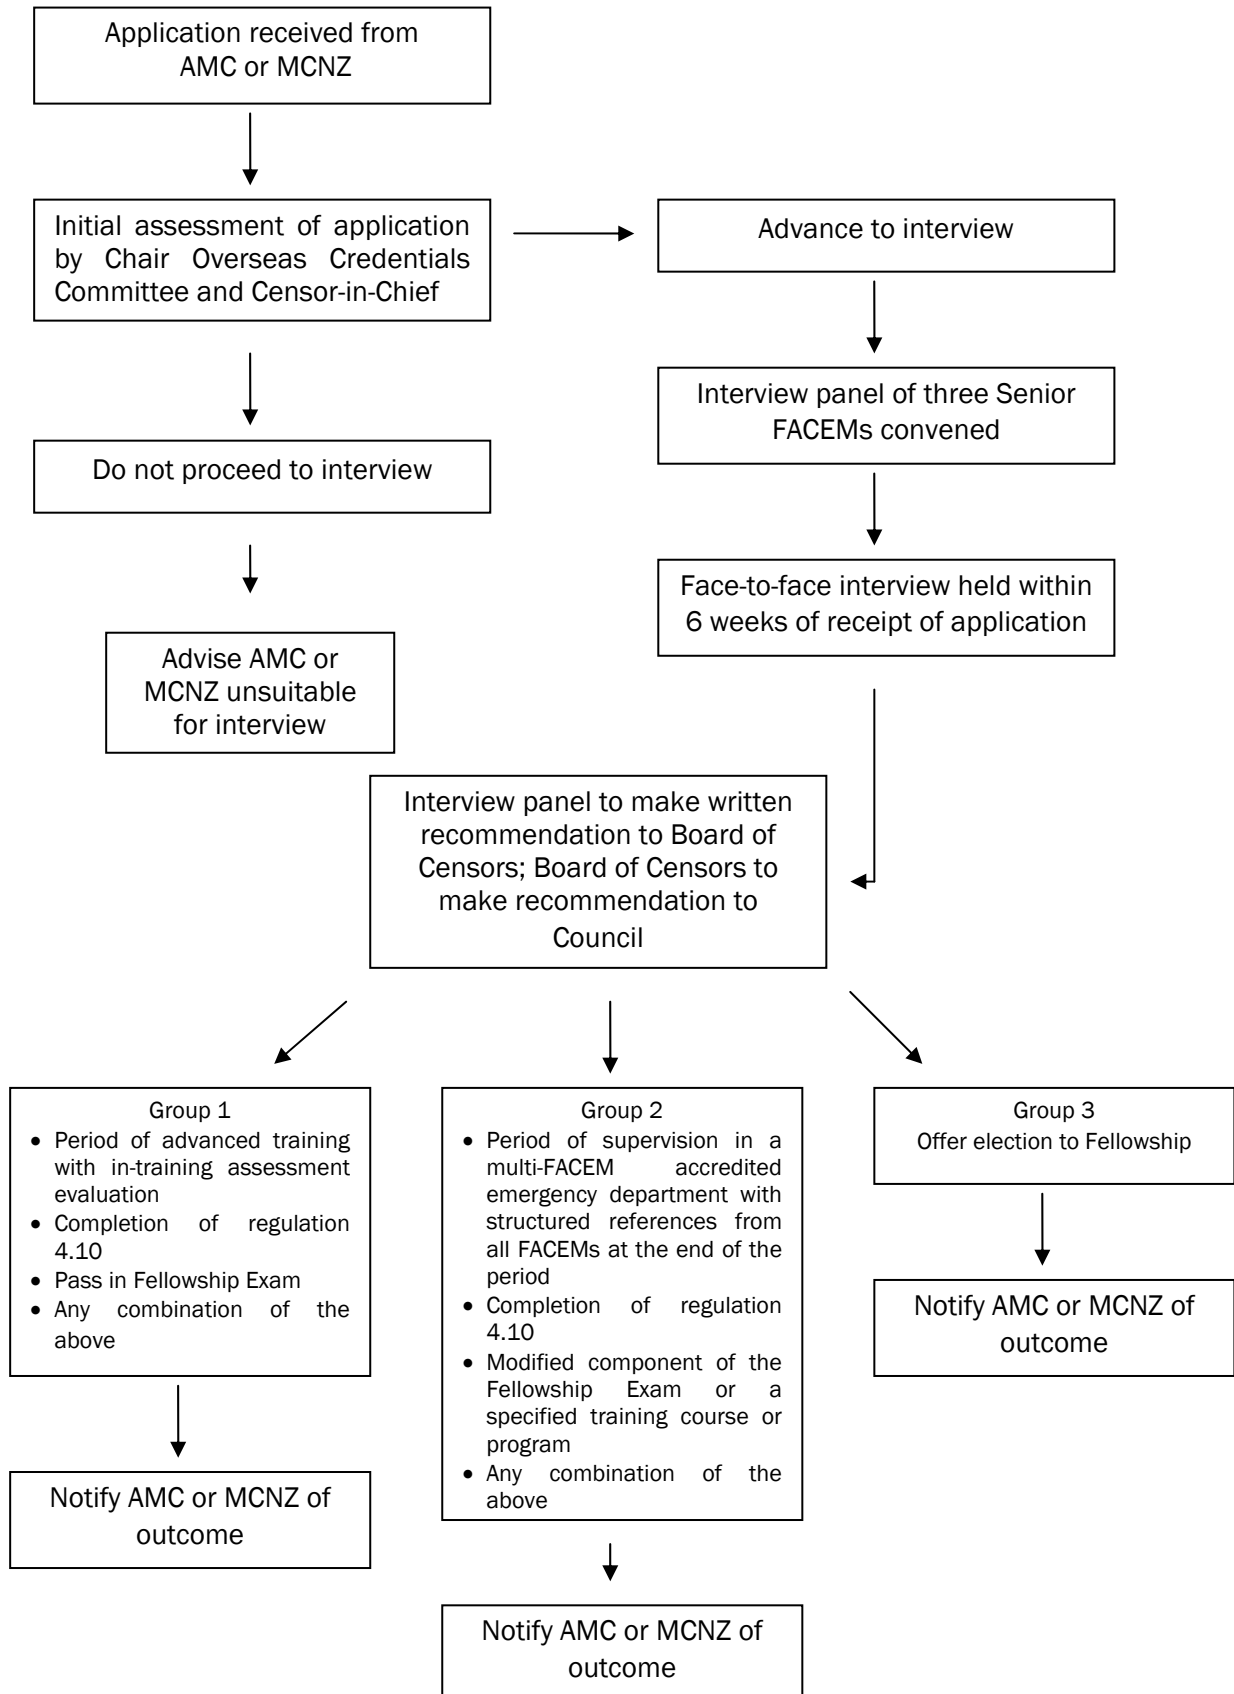 Application received from
AMC or MCNZ
Initial assessment of application
by Chair Overseas Credentials
Committee and Censor-in-Chief
Advance to interview
Interview panel of three Senior
FACEMs convened
Do not proceed to interview
Face-to-face interview held within
6 weeks of receipt of application
Advise AMC or
MCNZ unsuitable
for interview
Interview panel to make written
recommendation to Board of
Censors; Board of Censors to
make recommendation to
Council
Group 1
• Period of advanced training
with in-training assessment
evaluation
• Completion of regulation
4.10
• Pass in Fellowship Exam
• Any combination of the
above
Notify AMC or MCNZ of
outcome
Group 2
• Period of supervision in a
multi-FACEM accredited
emergency department with
structured references from
all FACEMs at the end of the
period
• Completion of regulation
4.10
• Modified component of the
Fellowship Exam or a
specified training course or
program
• Any combination of the
above
Notify AMC or MCNZ of
outcome
Group 3
Offer election to Fellowship
Notify AMC or MCNZ of
outcome